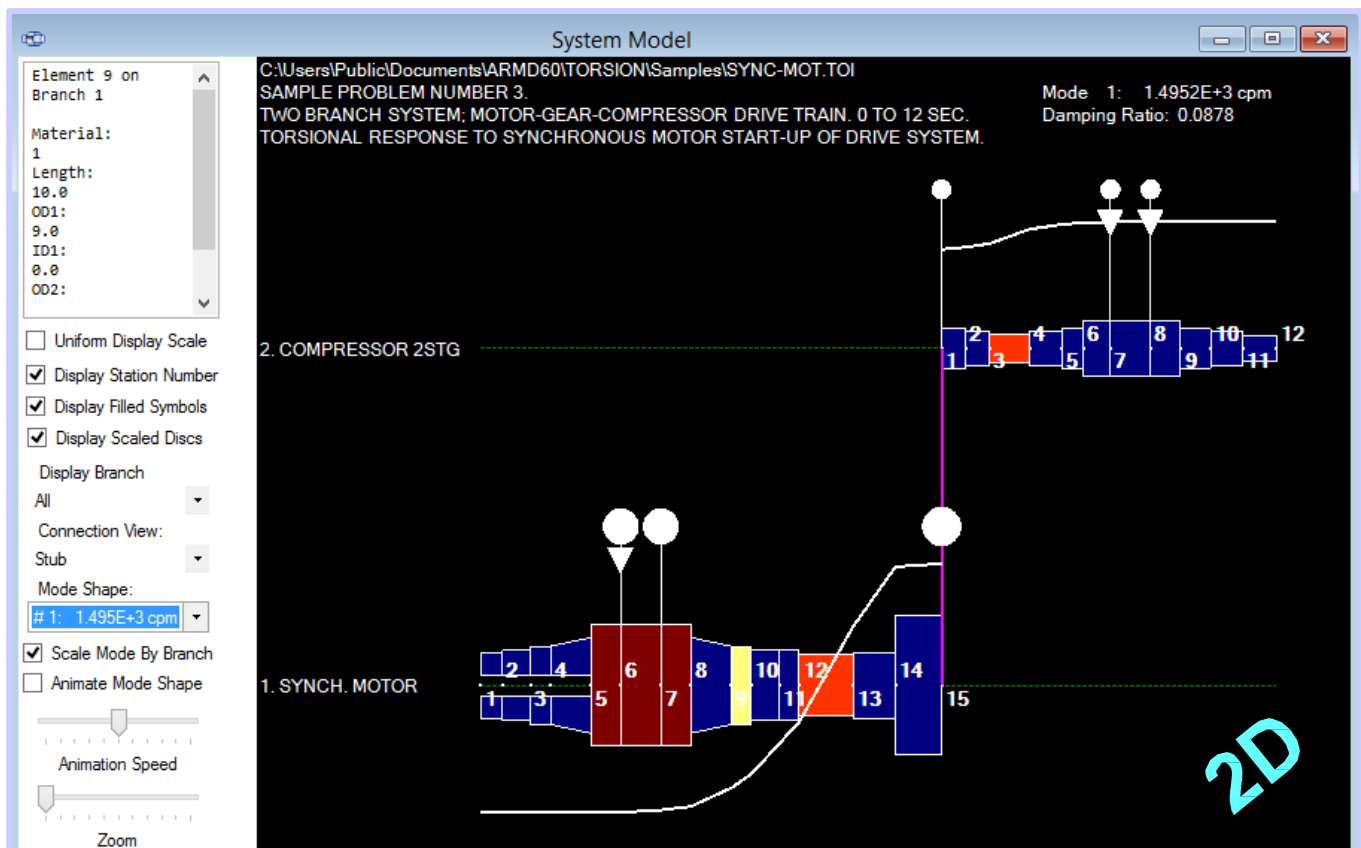 System Model
Element 9 on
Branch 1
Material:
1
Length:
10.0
OD1:
9.0
ID1:
0.0
OD2:
Uniform Display Scale
Display Station Number
Display Filled Symbols
Display Scaled Discs
Display Branch
All
Connection View:
Stub
Mode Shape:
# 1: 1.495E+3 cpm
Scale Mode By Branch
Animate Mode Shape
Animation Speed
Zoom
C:\Users\Public\Documents\ARMD60\TORSION\Samples\SYNC-MOT.TOI
SAMPLE PROBLEM NUMBER 3.
TWO BRANCH SYSTEM; MOTOR-GEAR-COMPRESSOR DRIVE TRAIN. 0 TO 12 SEC.
TORSIONAL RESPONSE TO SYNCHRONOUS MOTOR START-UP OF DRIVE SYSTEM.
Mode 1: 1.4952E+3 cpm
Damping Ratio: 0.0878
2. COMPRESSOR 2STG
2 4 6 8 10 12
1 3 5 7 9 11
1. SYNCH. MOTOR
2 4 6 8 10 12 14
1 3 5 7 9 11 13 15
2D